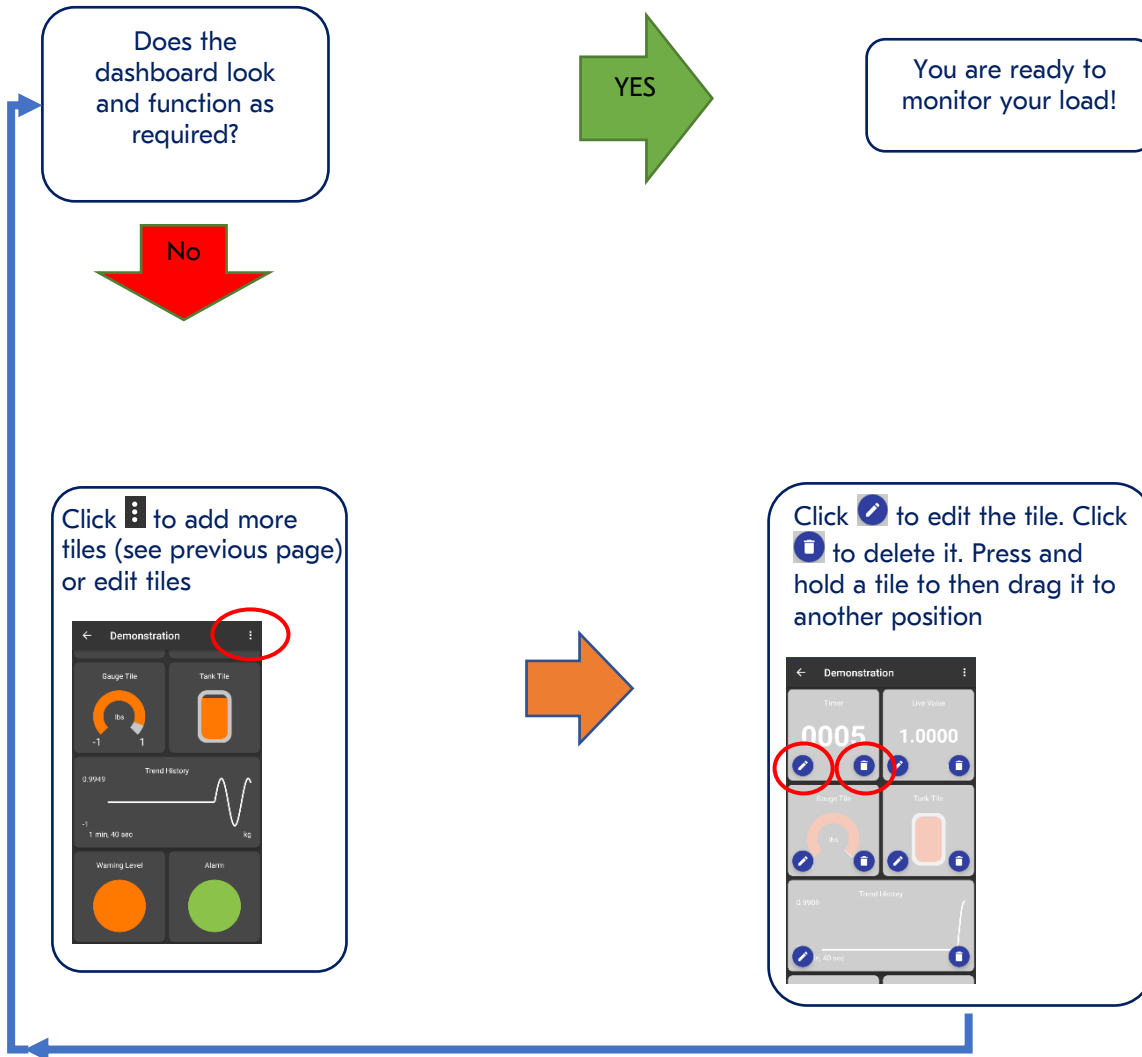 Does the
dashboard look
and function as
required?
YES
You are ready to
monitor your load!
No
Click to add more
tiles (see previous page)
or edit tiles
Demonstration
Gauge Tile
Tank Tile
lbs
-1 1
Trend History
0.9949
-1
1 min, 40 sec kg
Warning Level
Alarm
Click to edit the tile. Click
to delete it. Press and
hold a tile to then drag it to
another position
Demonstration
Timer
Live Value
0005
1.0000
Gauge Tile
Tank Tile
lbs
Trend History
0.9909
n, 40 sec